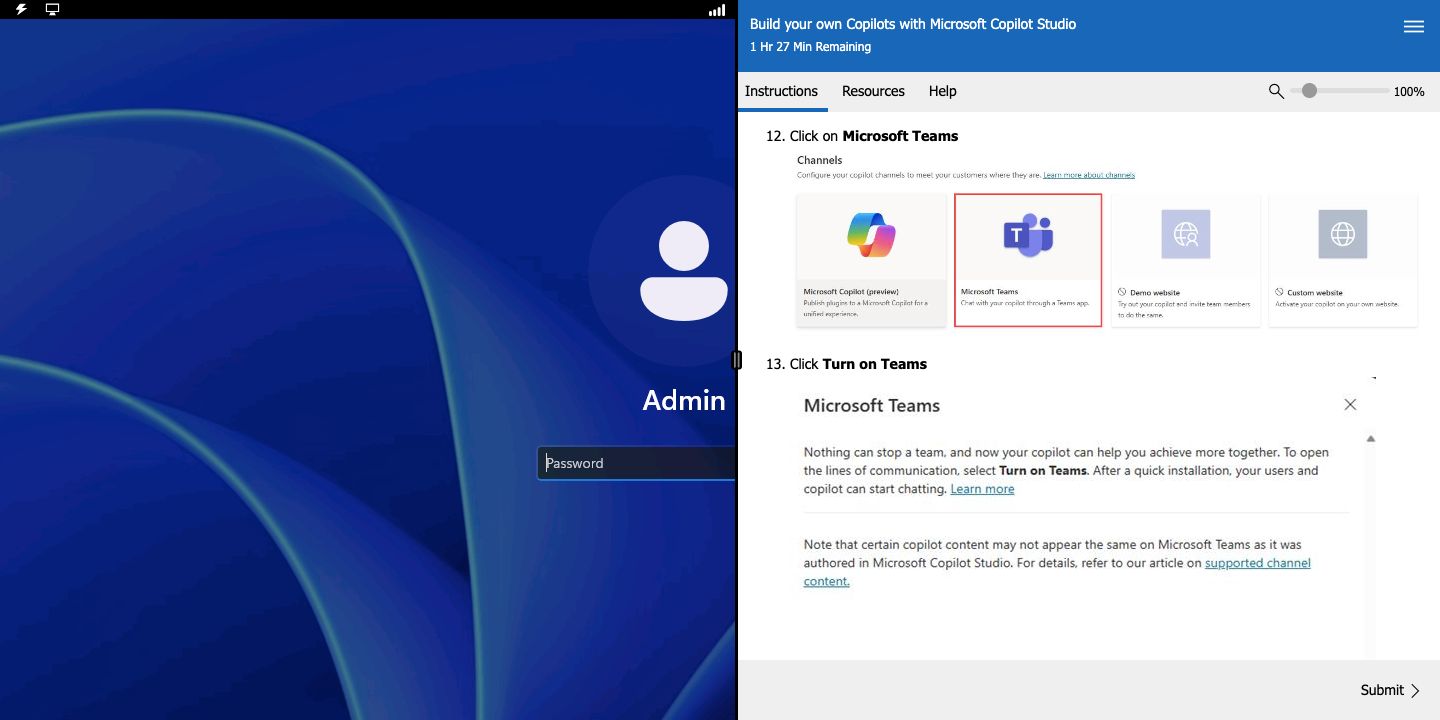 Admin
Password
Build your own Copilots with Microsoft Copilot Studio
1 Hr 27 Min Remaining
Instructions
Resources
Help
100%
12. Click on Microsoft Teams
Channels
Configure your copilot channels to meet your customers where they are. Learn more about channels
Microsoft Copilot (preview)
Publish plugins to a Microsoft Copilot for a
unified experience.
T
Microsoft Teams
Chat with your copilot through a Teams app.
Demo website
Try out your copilot and invite team members
to do the same.
Custom website
Activate your copilot on your own website.
13. Click Turn on Teams
Microsoft Teams
Nothing can stop a team, and now your copilot can help you achieve more together. To open
the lines of communication, select Turn on Teams. After a quick installation, your users and
copilot can start chatting. Learn more
Note that certain copilot content may not appear the same on Microsoft Teams as it was
authored in Microsoft Copilot Studio. For details, refer to our article on supported channel
content.
Submit